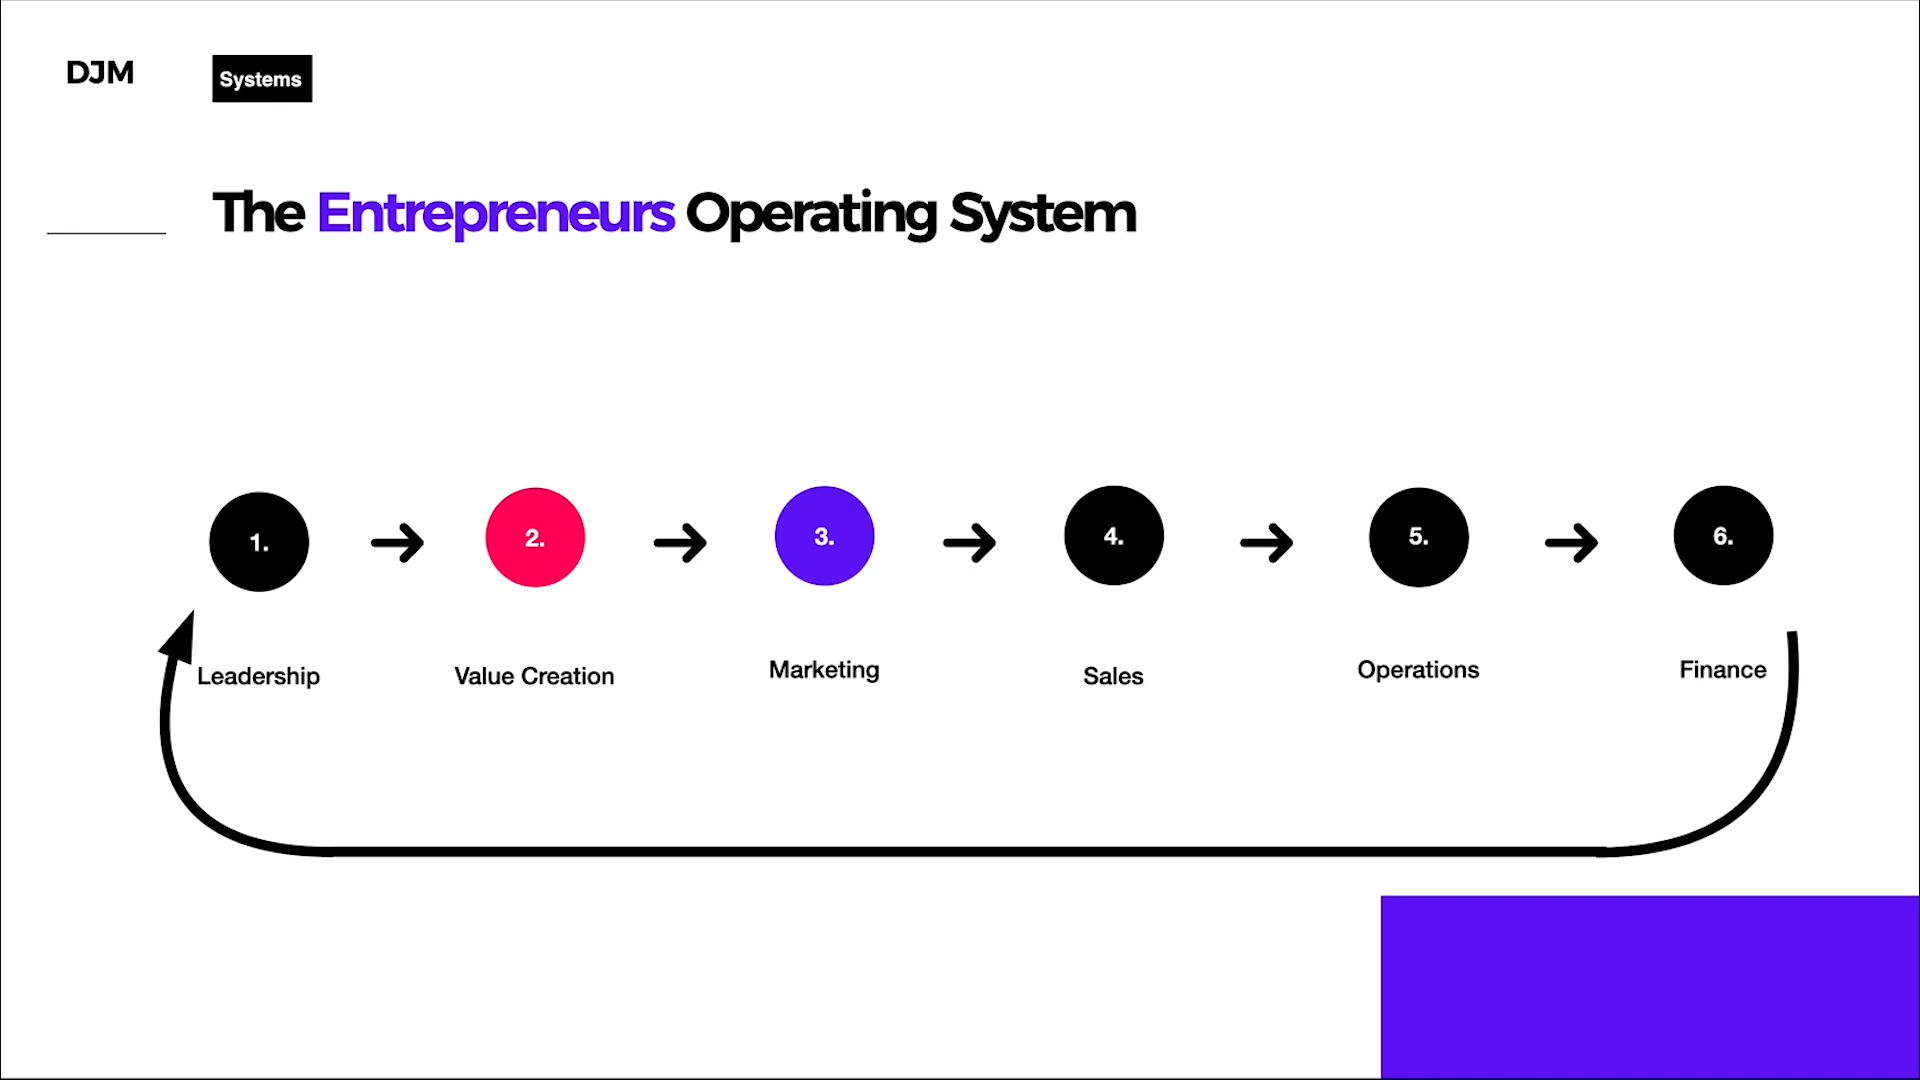 DJM
Systems
The Entrepreneurs Operating System
1.
2.
3.
4.
5.
6.
Leadership
Value Creation
Marketing
Sales
Operations
Finance